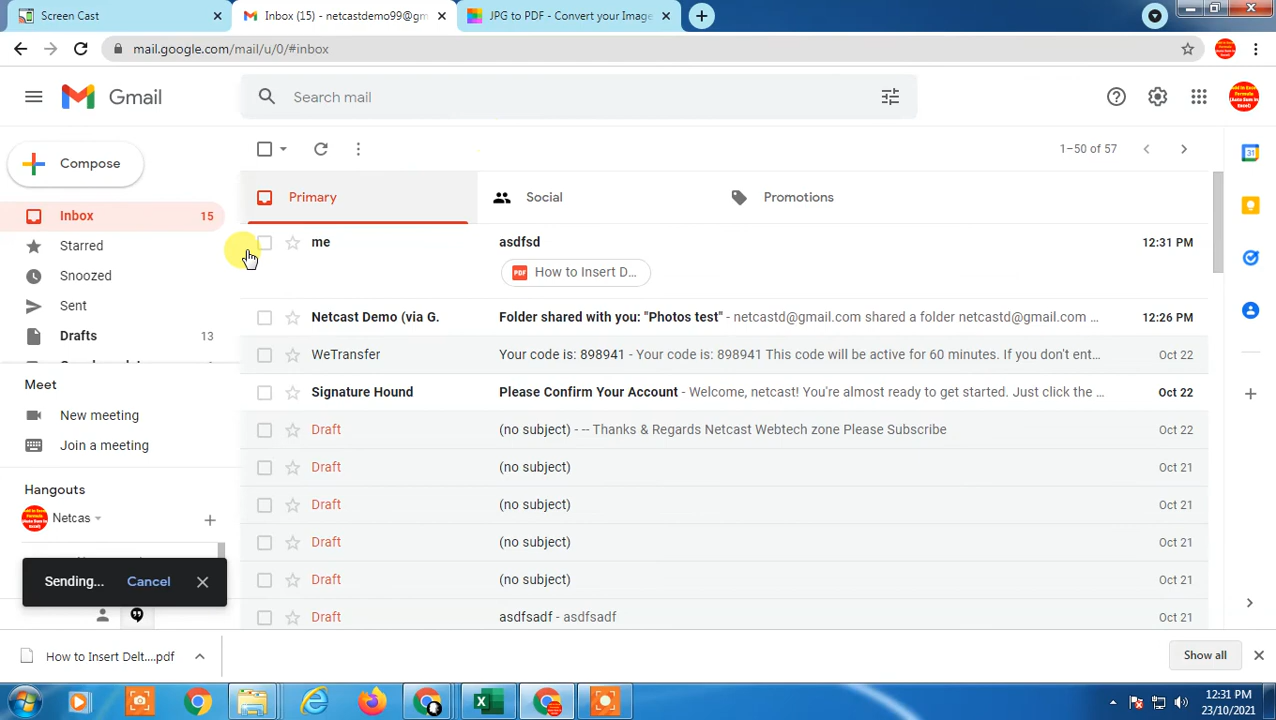 Screen Cast
Inbox (15) - netcastdemo99@gm
JPG to PDF - Convert your Image
mail.google.com/mail/u/0/#inbox
Gmail
Search mail
Compose
1–50 of 57
Primary
Social
Promotions
Inbox 15
Starred
Snoozed
Sent
Drafts 13
me asdfsd 12:31 PM
PDF How to Insert D...
Netcast Demo (via G. Folder shared with you: "Photos test" - netcastd@gmail.com shared a folder netcastd@gmail.com ... 12:26 PM
WeTransfer Your code is: 898941 - Your code is: 898941 This code will be active for 60 minutes. If you don't ent... Oct 22
Signature Hound Please Confirm Your Account - Welcome, netcast! You're almost ready to get started. Just click the ... Oct 22
Draft (no subject) - -- Thanks & Regards Netcast Webtech zone Please Subscribe Oct 22
Draft (no subject) Oct 21
Draft (no subject) Oct 21
Draft (no subject) Oct 21
Draft (no subject) Oct 21
Draft asdfsadf - asdfsadf Oct 21
Meet
New meeting
Join a meeting
Hangouts
Netcas
Sending... Cancel
31
How to Insert Delt....pdf
Show all
12:31 PM
23/10/2021